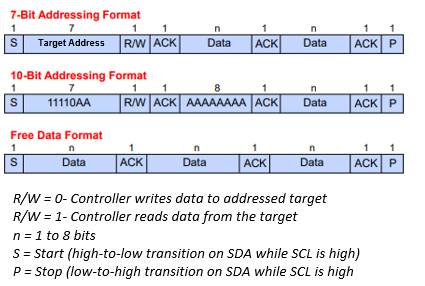 7-Bit Addressing Format
1 7 1 1 n 1 n 1 1
S Target Address R/W ACK Data ACK Data ACK P
10-Bit Addressing Format
1 7 1 1 8 1 n 1 1
S 11110AA R/W ACK AAAAAAAA ACK Data ACK P
Free Data Format
1 n 1 n 1 n 1 1
S Data ACK Data ACK Data ACK P
R/W = 0- Controller writes data to addressed target
R/W = 1- Controller reads data from the target
n = 1 to 8 bits
S = Start (high-to-low transition on SDA while SCL is high)
P = Stop (low-to-high transition on SDA while SCL is high